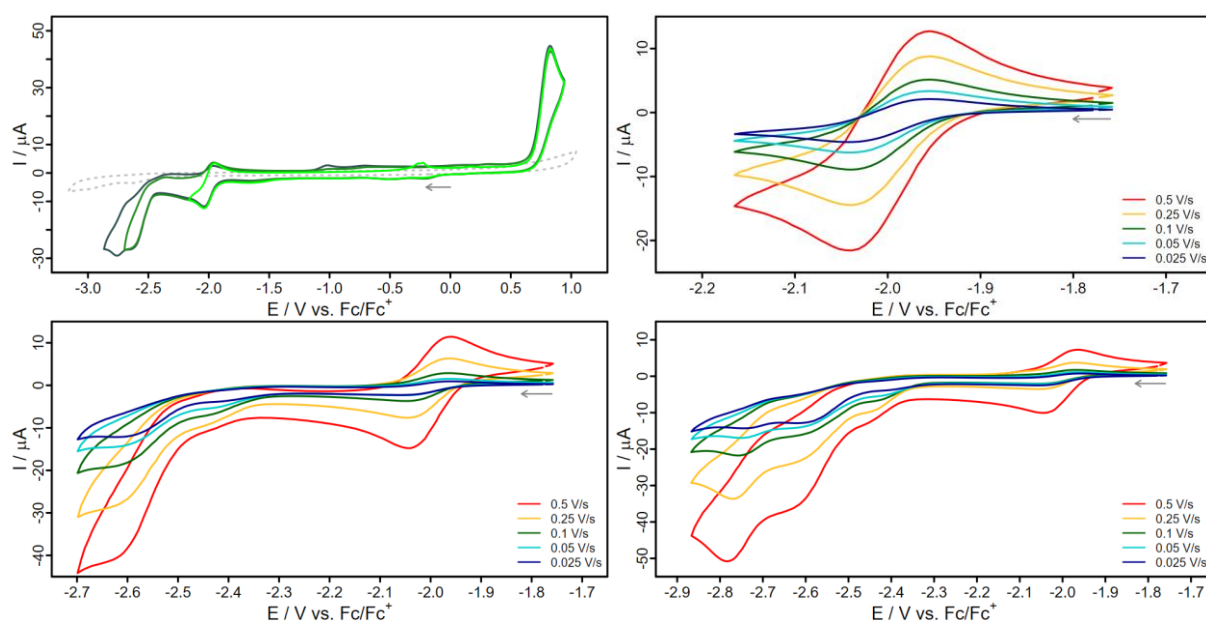 I / μA
50
30
10
0
-10
-30
-3.0 -2.5 -2.0 -1.5 -1.0 -0.5 0.0 0.5 1.0
E / V vs. Fc/Fc+
I / μA
10
0
-10
-20
-2.2 -2.1 -2.0 -1.9 -1.8 -1.7
E / V vs. Fc/Fc+
0.5 V/s
0.25 V/s
0.1 V/s
0.05 V/s
0.025 V/s
I / μA
10
0
-10
-20
-30
-40
-2.7 -2.6 -2.5 -2.4 -2.3 -2.2 -2.1 -2.0 -1.9 -1.8
E / V vs. Fc/Fc+
0.5 V/s
0.25 V/s
0.1 V/s
0.05 V/s
0.025 V/s
I / μA
10
0
-10
-20
-30
-40
-50
-2.9 -2.8 -2.7 -2.6 -2.5 -2.4 -2.3 -2.2 -2.1 -2.0 -1.9 -1.8 -1.7
E / V vs. Fc/Fc+
0.5 V/s
0.25 V/s
0.1 V/s
0.05 V/s
0.025 V/s